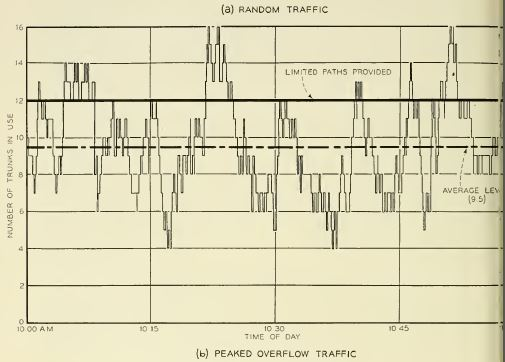 (a) RANDOM TRAFFIC
16
14
12
10
8
6
4
2
0
NUMBER OF TRUNKS IN USE
LIMITED PATHS PROVIDED
AVERAGE LEV
(9.5)
10.00 AM
10.15
10.30
10.45
TIME OF DAY
(b) PEAKED OVERFLOW TRAFFIC